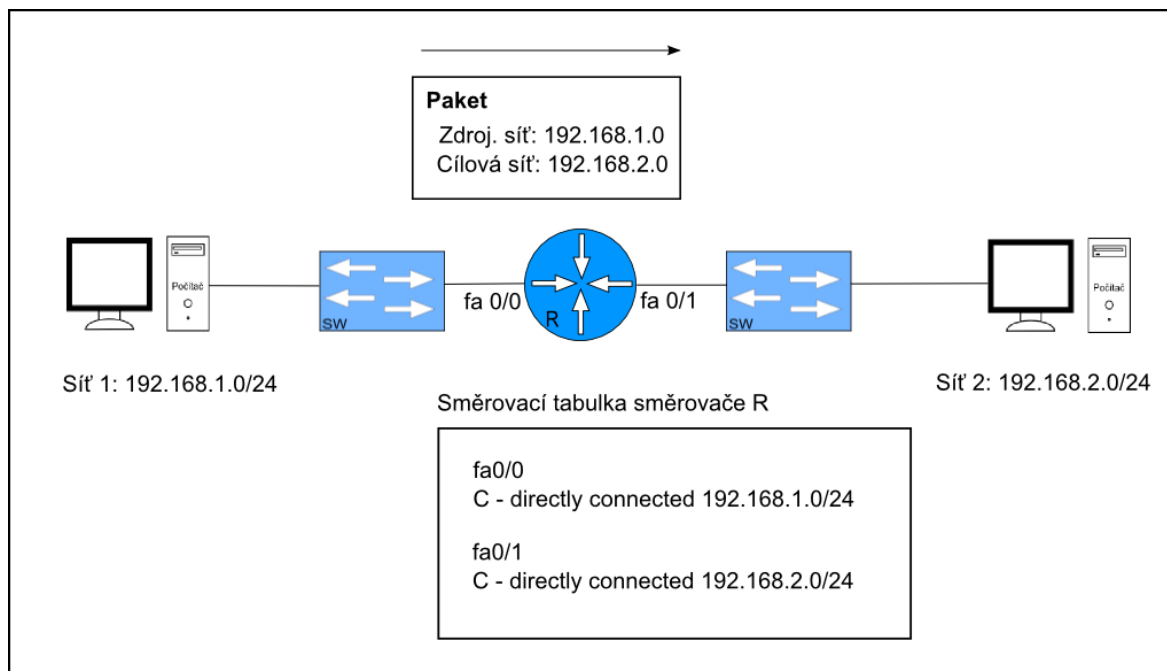 Paket
Zdroj. síť: 192.168.1.0
Cílová síť: 192.168.2.0
Počítač
SW
fa 0/0
R
fa 0/1
SW
Počítač
Síť 1: 192.168.1.0/24
Síť 2: 192.168.2.0/24
Směrovací tabulka směrovače R
fa0/0
C - directly connected 192.168.1.0/24
fa0/1
C - directly connected 192.168.2.0/24